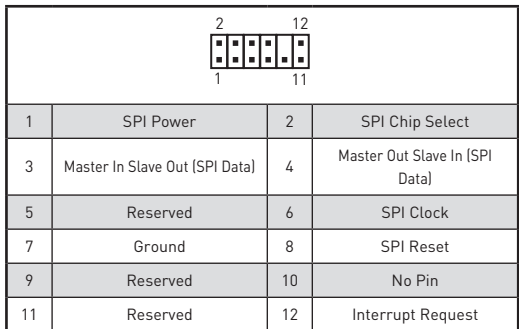 2 12
1 11
1 SPI Power 2 SPI Chip Select
3 Master In Slave Out (SPI Data) 4 Master Out Slave In (SPI
Data)
5 Reserved 6 SPI Clock
7 Ground 8 SPI Reset
9 Reserved 10 No Pin
11 Reserved 12 Interrupt Request